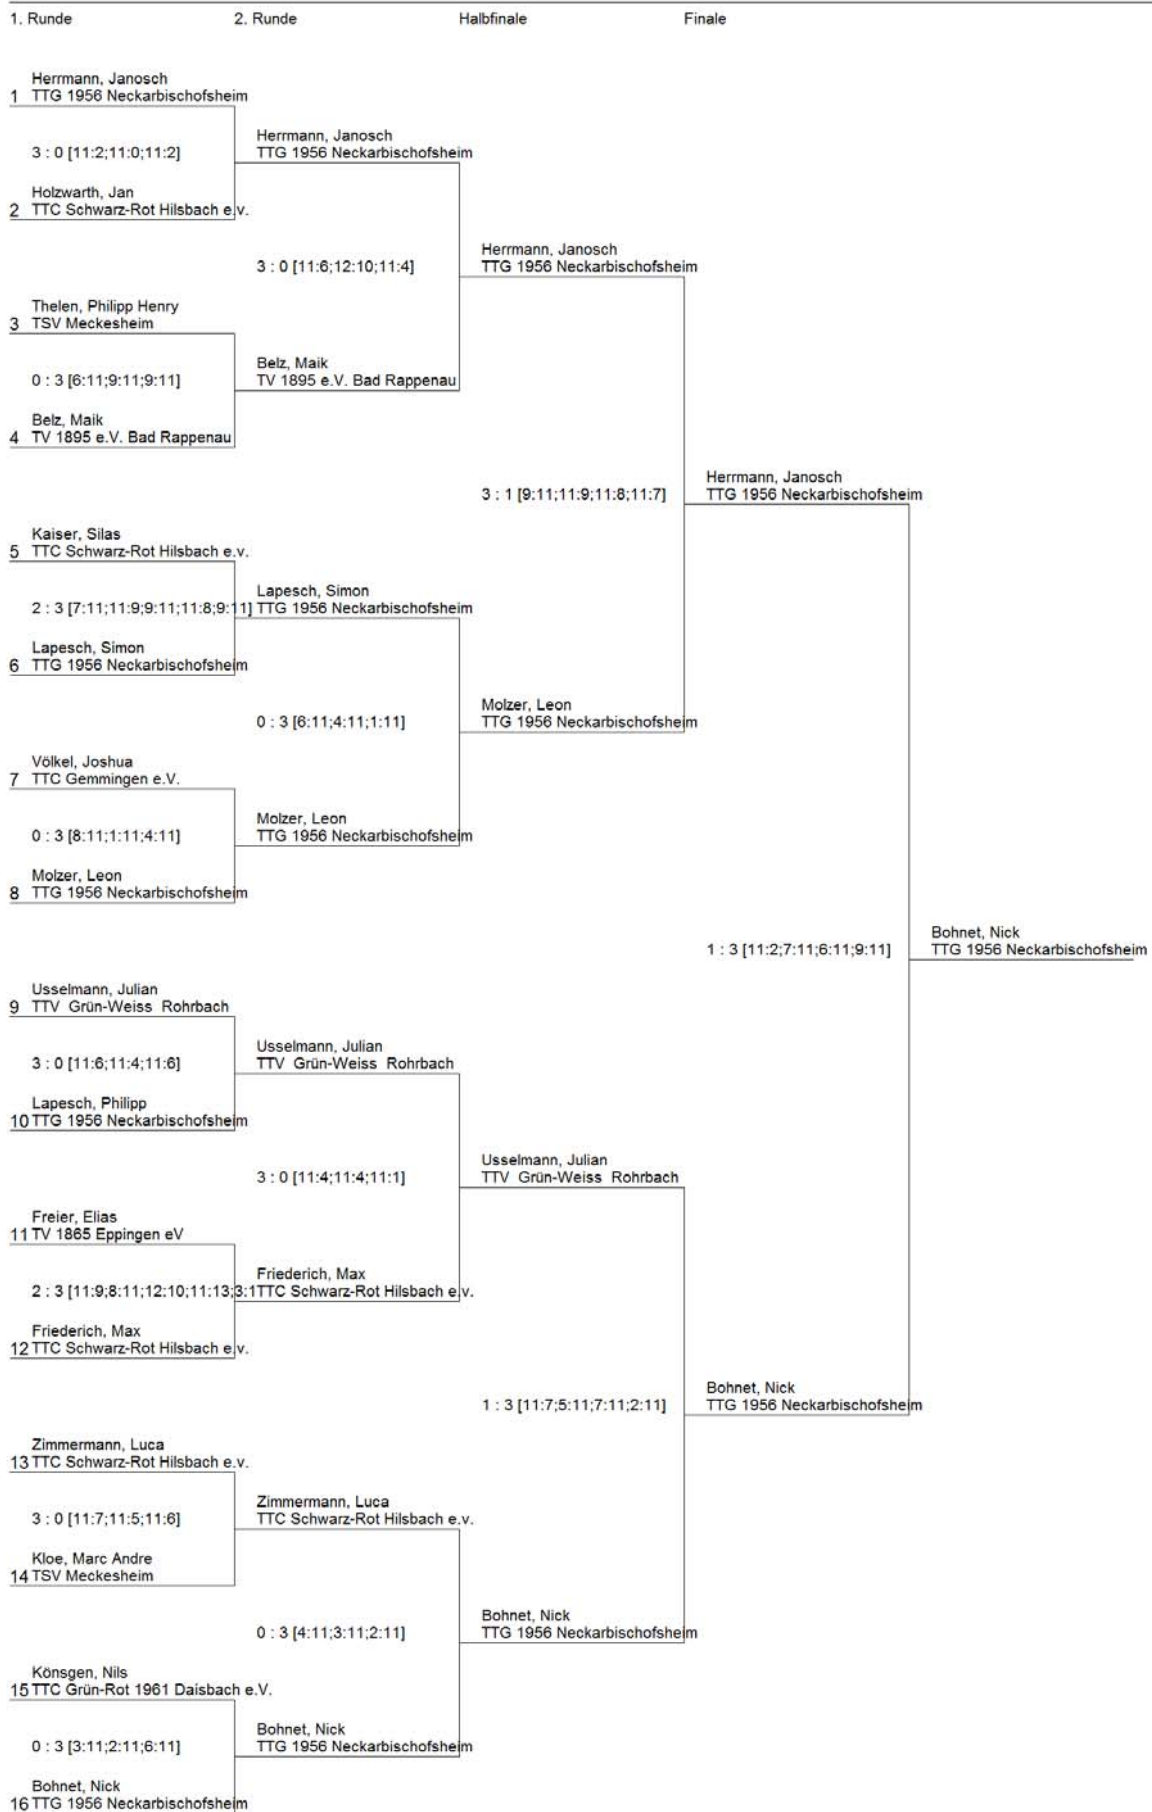 1. Runde
2. Runde
Halbfinale
Finale
Herrmann, Janosch
1 TTG 1956 Neckarbischofsheim
3 : 0 [11:2;11:0;11:2]
Herrmann, Janosch
TTG 1956 Neckarbischofsheim
Holzwarth, Jan
2 TTC Schwarz-Rot Hilsbach e.v.
3 : 0 [11:6;12:10;11:4]
Herrmann, Janosch
TTG 1956 Neckarbischofsheim
Thelen, Philipp Henry
3 TSV Meckesheim
0 : 3 [6:11;9:11;9:11]
Belz, Maik
TV 1895 e.V. Bad Rappenau
Belz, Maik
4 TV 1895 e.V. Bad Rappenau
3 : 1 [9:11;11:9;11:8;11:7]
Herrmann, Janosch
TTG 1956 Neckarbischofsheim
Kaiser, Silas
5 TTC Schwarz-Rot Hilsbach e.v.
2 : 3 [7:11;11:9;9:11;11:8;9:11]
Lapesch, Simon
TTG 1956 Neckarbischofsheim
Lapesch, Simon
6 TTG 1956 Neckarbischofsheim
0 : 3 [6:11;4:11;1:11]
Molzer, Leon
TTG 1956 Neckarbischofsheim
Völkel, Joshua
7 TTC Gemmingen e.V.
0 : 3 [8:11;1:11;4:11]
Molzer, Leon
TTG 1956 Neckarbischofsheim
Molzer, Leon
8 TTG 1956 Neckarbischofsheim
1 : 3 [11:2;7:11;6:11;9:11]
Bohnet, Nick
TTG 1956 Neckarbischofsheim
Usselmann, Julian
9 TTV Grün-Weiss Rohrbach
3 : 0 [11:6;11:4;11:6]
Usselmann, Julian
TTV Grün-Weiss Rohrbach
Lapesch, Philipp
10 TTG 1956 Neckarbischofsheim
3 : 0 [11:4;11:4;11:1]
Usselmann, Julian
TTV Grün-Weiss Rohrbach
Freier, Elias
11 TV 1865 Eppingen eV
2 : 3 [11:9;8:11;12:10;11:13;3:1
Friederich, Max
TTC Schwarz-Rot Hilsbach e.v.
Friederich, Max
12 TTC Schwarz-Rot Hilsbach e.v.
1 : 3 [11:7;5:11;7:11;2:11]
Bohnet, Nick
TTG 1956 Neckarbischofsheim
Zimmermann, Luca
13 TTC Schwarz-Rot Hilsbach e.v.
3 : 0 [11:7;11:5;11:6]
Zimmermann, Luca
TTC Schwarz-Rot Hilsbach e.v.
Kloe, Marc Andre
14 TSV Meckesheim
0 : 3 [4:11;3:11;2:11]
Bohnet, Nick
TTG 1956 Neckarbischofsheim
Könsgen, Nils
15 TTC Grün-Rot 1961 Daisbach e.V.
0 : 3 [3:11;2:11;6:11]
Bohnet, Nick
TTG 1956 Neckarbischofsheim
Bohnet, Nick
16 TTG 1956 Neckarbischofsheim